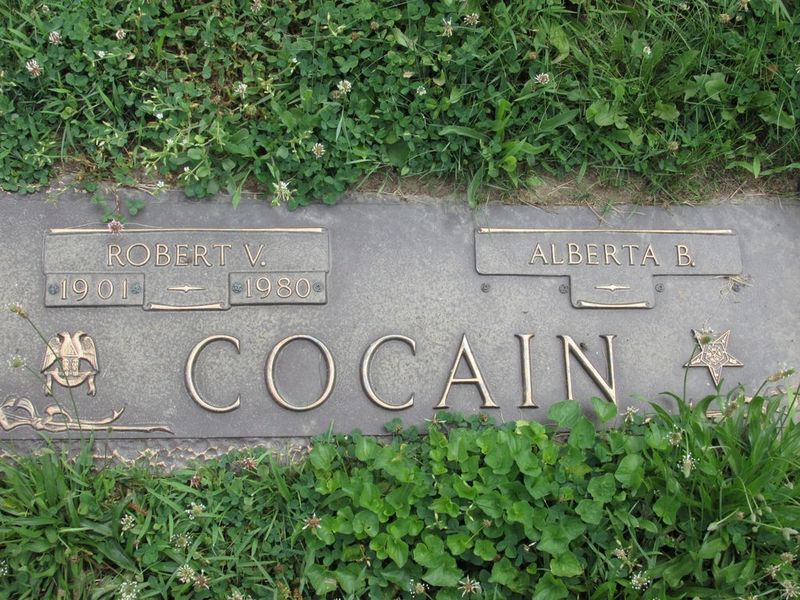 ROBERT V.
1901 1980
ALBERTA B.
COCAIN